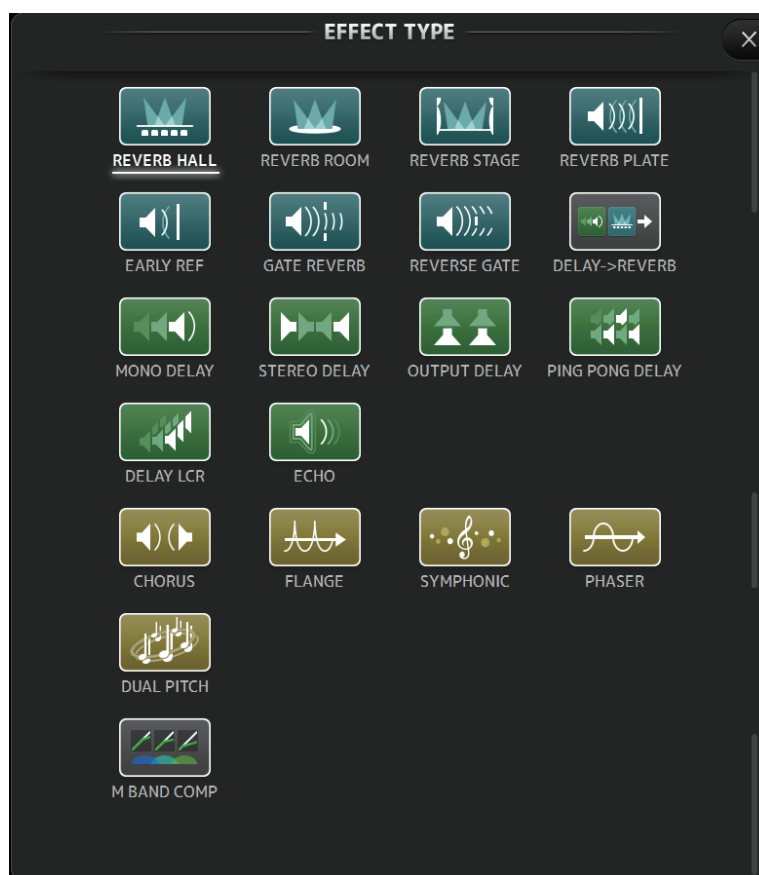 EFFECT TYPE
REVERB HALL REVERB ROOM REVERB STAGE REVERB PLATE
EARLY REF GATE REVERB REVERSE GATE DELAY->REVERB
MONO DELAY STEREO DELAY OUTPUT DELAY PING PONG DELAY
DELAY LCR ECHO
CHORUS FLANGE SYMPHONIC PHASER
DUAL PITCH
M BAND COMP